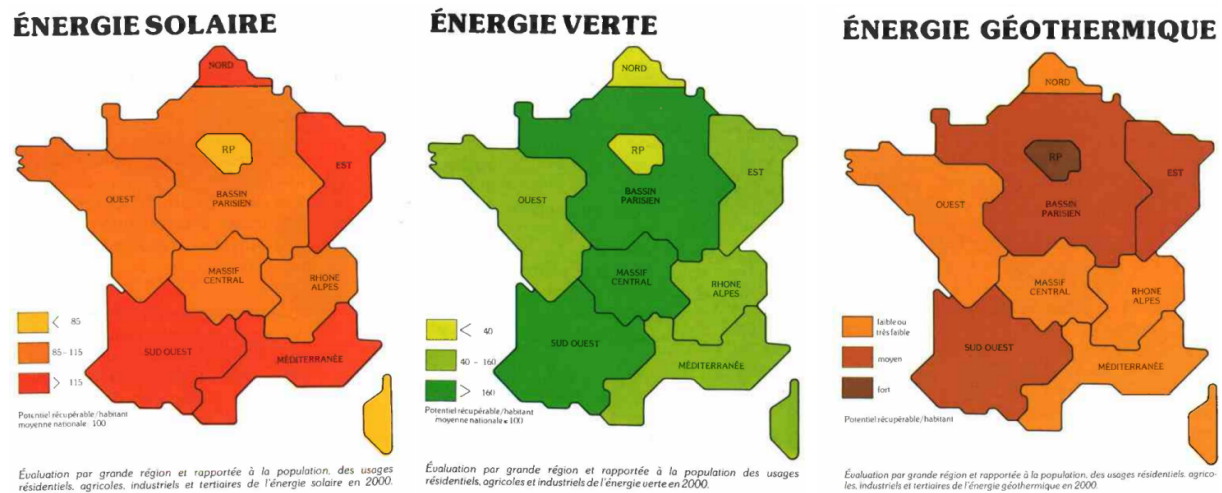 ÉNERGIE SOLAIRE
NORD
RP
EST
OUEST
BASSIN
PARISIEN
MASSIF
CENTRAL
RHONE
ALPES
SUD OUEST
MÉDITERRANÉE
< 85
85-115
> 115
Potentiel récupérable/habitant
moyenne nationale 100
Évaluation par grande région et rapportée à la population, des usages
résidentiels, agricoles, industriels et tertiaires de l'énergie solaire en 2000.
ÉNERGIE VERTE
NORD
RP
EST
OUEST
BASSIN
PARISIEN
MASSIF
CENTRAL
RHONE
ALPES
SUD OUEST
MÉDITERRANÉE
< 40
40 - 160
> 160
Potentiel récupérable/habitant
moyenne nationale = 100
Évaluation par grande région et rapportée à la population des usages
résidentiels, agricoles et industriels de l'énergie verte en 2000.
ÉNERGIE GÉOTHERMIQUE
NORD
RP
EST
OUEST
BASSIN
PARISIEN
MASSIF
CENTRAL
RHONE
ALPES
SUD OUEST
MÉDITERRANÉE
faible ou
très faible
moyen
fort
Potentiel récupérable/habitant
Évaluation par grande région et rapportée à la population, des usages résidentiels, agrico-
les, industriels et tertiaires de l'énergie géothermique en 2000.